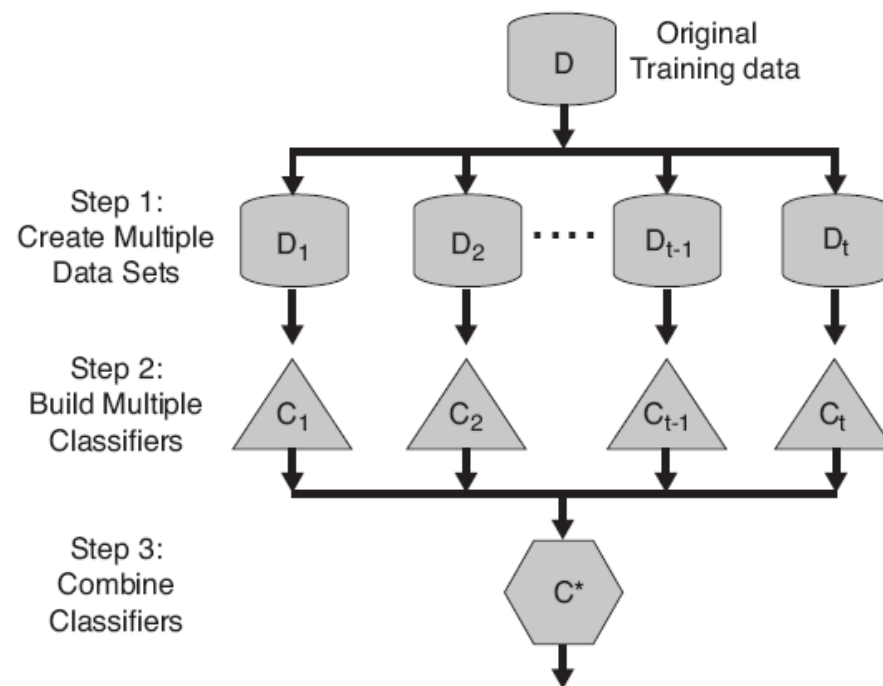 D
Original
Training data
Step 1:
Create Multiple
Data Sets
D₁
D₂
....
Dₜ₋₁
Dₜ
Step 2:
Build Multiple
Classifiers
C₁
C₂
Cₜ₋₁
Cₜ
Step 3:
Combine
Classifiers
C*